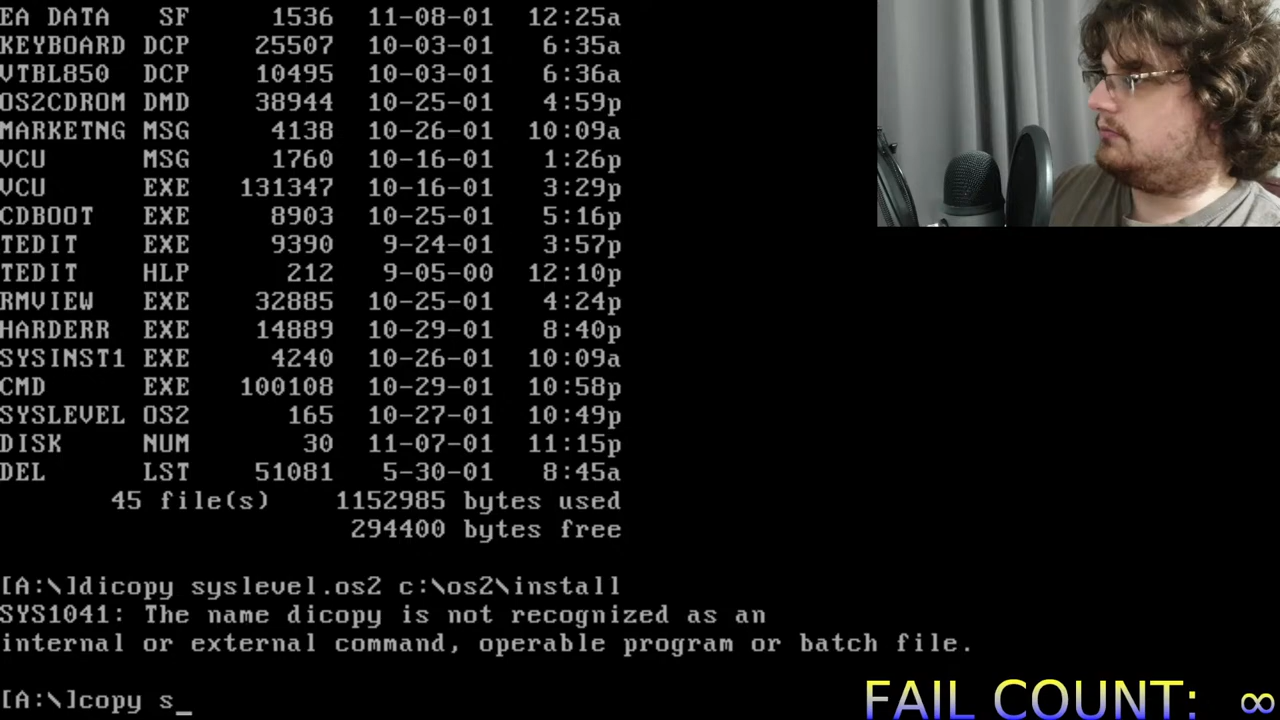 EA DATA SF 1536 11-08-01 12:25a
KEYBOARD DCP 25507 10-03-01 6:35a
VTBL850 DCP 10495 10-03-01 6:36a
OS2CDROM DMD 38944 10-25-01 4:59p
MARKETNG MSG 4138 10-26-01 10:09a
VCU MSG 1760 10-16-01 1:26p
VCU EXE 131347 10-16-01 3:29p
CDBOOT EXE 8903 10-25-01 5:16p
TEDIT EXE 9390 9-24-01 3:57p
TEDIT HLP 212 9-05-00 12:10p
RMVIEW EXE 32885 10-25-01 4:24p
HARDERR EXE 14889 10-29-01 8:40p
SYSINST1 EXE 4240 10-26-01 10:09a
CMD EXE 100108 10-29-01 10:58p
SYSLEVEL OS2 165 10-27-01 10:49p
DISK NUM 30 11-07-01 11:15p
DEL LST 51081 5-30-01 8:45a
45 file(s) 1152985 bytes used
294400 bytes free
[A:\]dicopy syslevel.os2 c:\os2\install
SYS1041: The name dicopy is not recognized as an
internal or external command, operable program or batch file.
[A:\]copy s_
FAIL COUNT: ∞